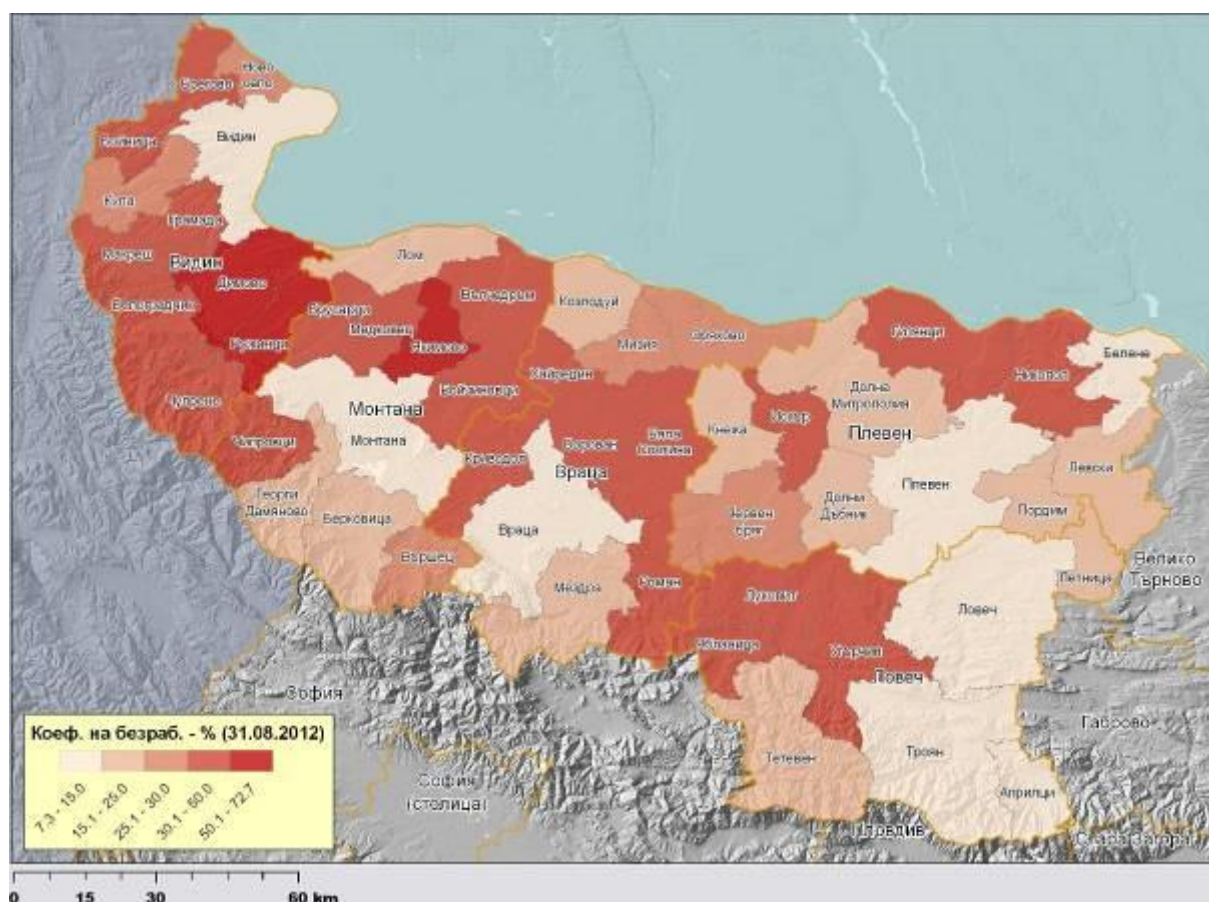 Ново
село
Брегово
Видин
Бойница
Кула
Грамада
Макреш
Видин
Димово
Белоградчик
Ружинци
Чупрене
Чипровци
Лом
Брусарци
Медковец
Вълчедръм
Якимово
Бойчиновци
Монтана
Монтана
Георги
Дамяново
Берковица
Вършец
Козлодуй
Мизия
Оряхово
Хайредин
Криводол
Борован
Бяла
Слатина
Враца
Враца
Мездра
Роман
Гулянци
Никопол
Белене
Долна
Митрополия
Искър
Кнежа
Плевен
Плевен
Левски
Пордим
Долни
Дъбник
Червен
бряг
Летница
Велико
Търново
Луковит
Ловеч
Ябланица
Угърчин
Ловеч
Тетевен
Троян
Априлци
Габрово
София
София
(столица)
Пловдив
Стара Загора
Коеф. на безраб. - % (31.08.2012)
7.3 - 15.0
15.1 - 25.0
25.1 - 30.0
30.1 - 50.0
50.1 - 72.7
0 15 30 60 km